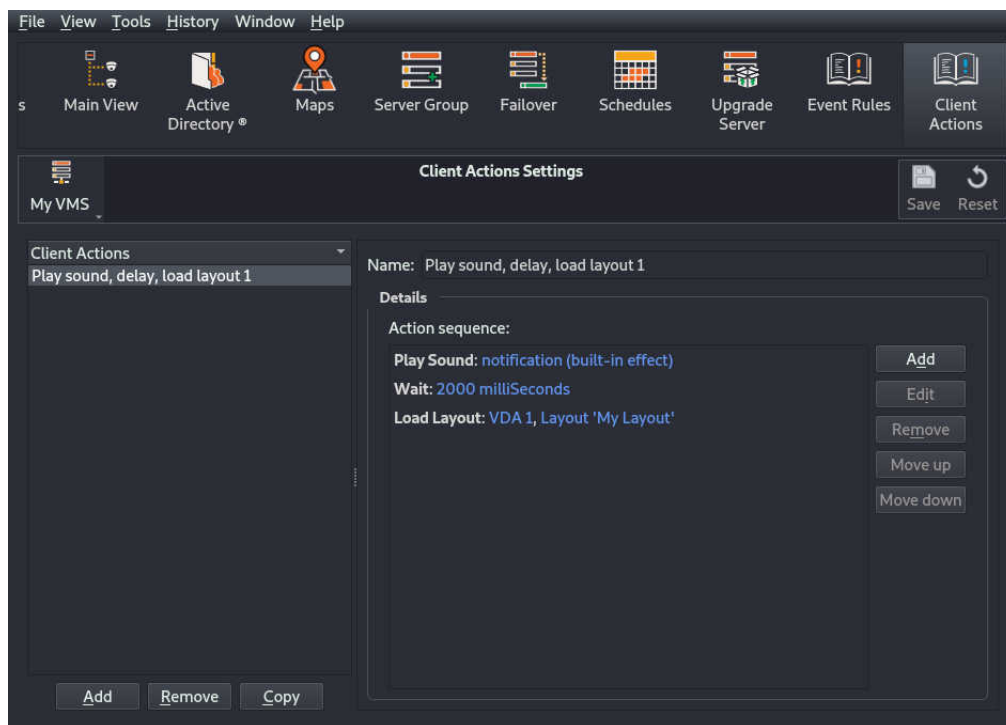 File View Tools History Window Help
s Main View Active Directory ® Maps Server Group Failover Schedules Upgrade Server Event Rules Client Actions
My VMS
Client Actions Settings
Save Reset
Client Actions
Play sound, delay, load layout 1
Name: Play sound, delay, load layout 1
Details
Action sequence:
Play Sound: notification (built-in effect)
Wait: 2000 milliSeconds
Load Layout: VDA 1, Layout 'My Layout'
Add
Edit
Remove
Move up
Move down
Add Remove Copy